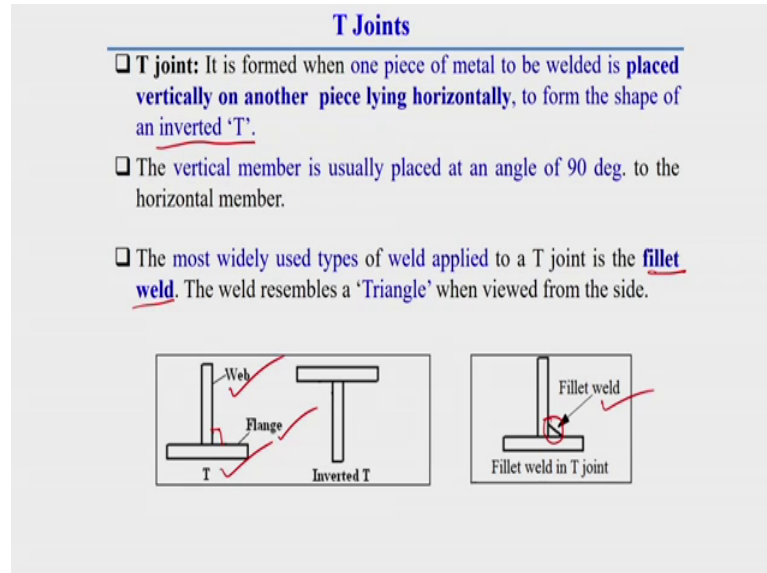 T Joints
T joint: It is formed when one piece of metal to be welded is placed
vertically on another piece lying horizontally, to form the shape of
an inverted ‘T’.
The vertical member is usually placed at an angle of 90 deg. to the
horizontal member.
The most widely used types of weld applied to a T joint is the fillet
weld. The weld resembles a ‘Triangle’ when viewed from the side.
Web
Flange
T
Inverted T
Fillet weld
Fillet weld in T joint